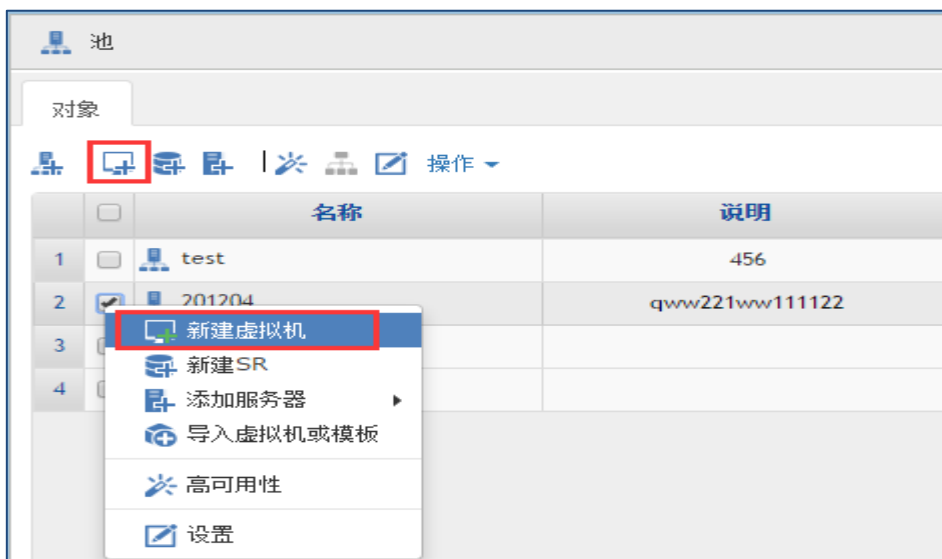 池
对象
操作
名称 说明
1 test 456
2 201204 qww221ww111122
新建虚拟机
3 新建SR
4 添加服务器
导入虚拟机或模板
高可用性
设置